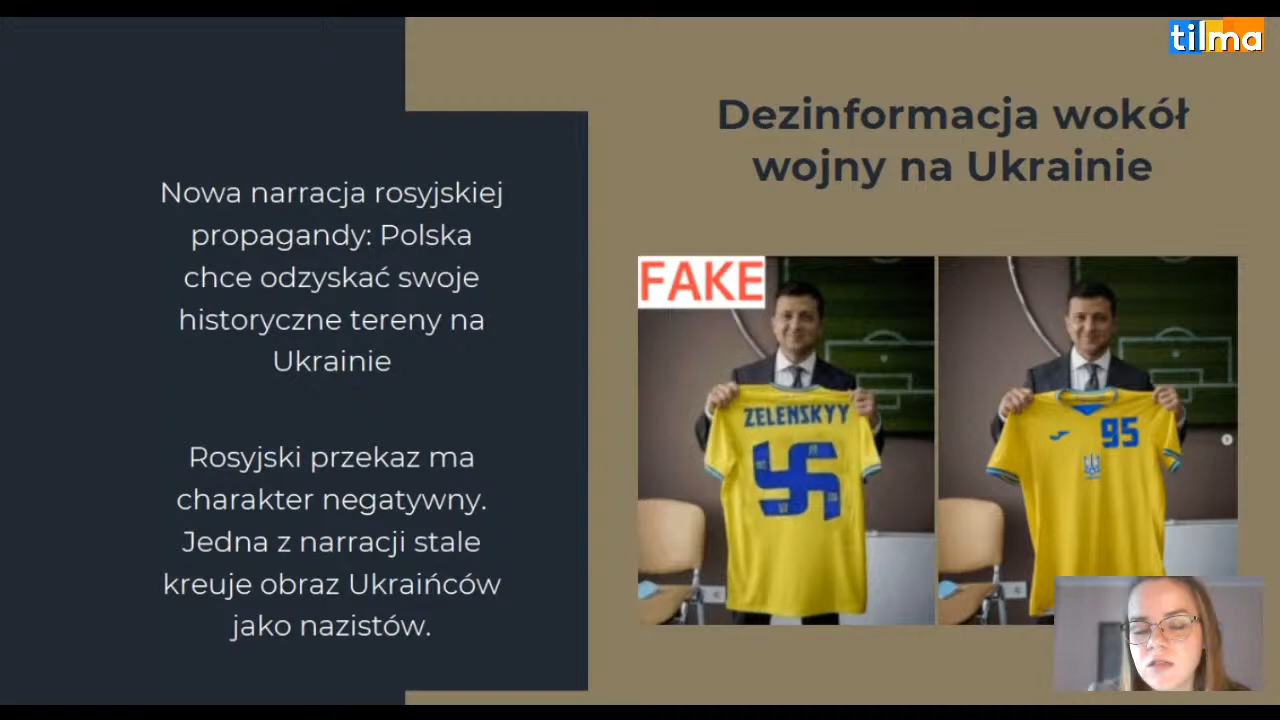 tilma
Dezinformacja wokół
wojny na Ukrainie
Nowa narracja rosyjskiej
propagandy: Polska
chce odzyskać swoje
historyczne tereny na
Ukrainie
Rosyjski przekaz ma
charakter negatywny.
Jedna z narracji stale
kreuje obraz Ukraińców
jako nazistów.
FAKE
ZELENSKYY
95